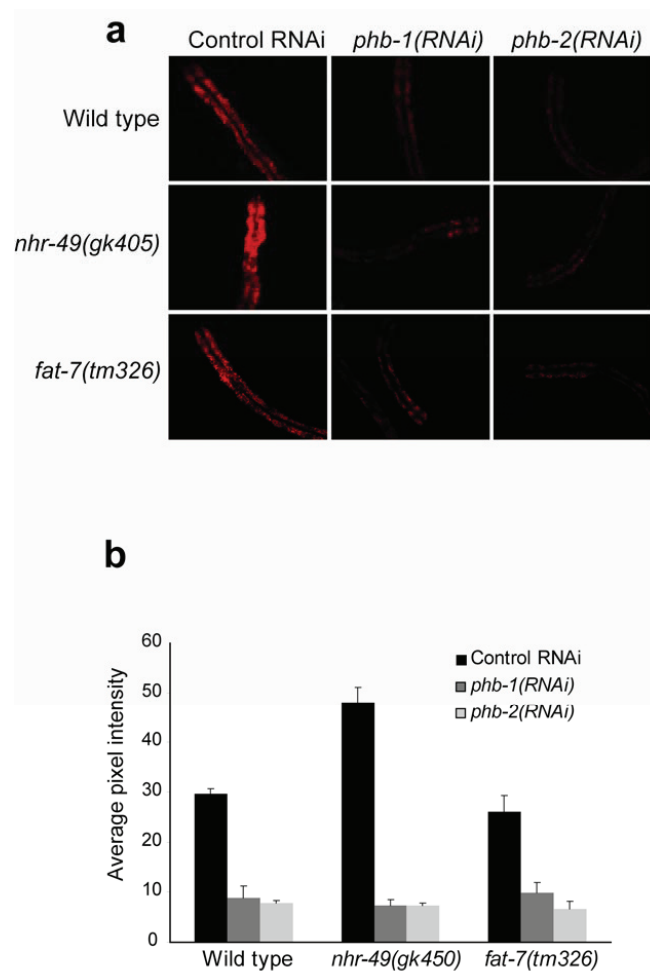 a
Control RNAi phb-1(RNAi) phb-2(RNAi)
Wild type
nhr-49(gk405)
fat-7(tm326)
b
60
50
40
30
20
10
0
Average pixel intensity
Control RNAi
phb-1(RNAi)
phb-2(RNAi)
Wild type nhr-49(gk450) fat-7(tm326)